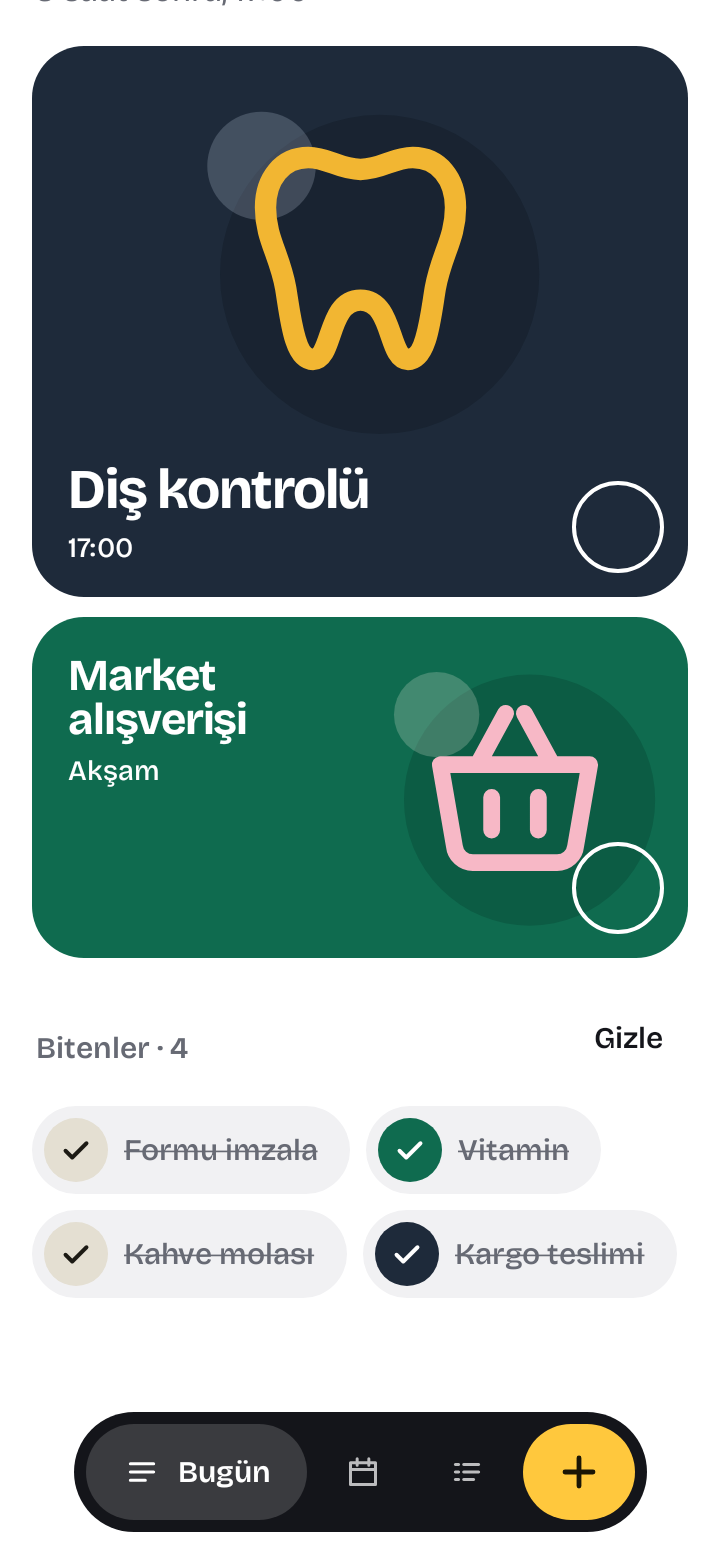 Diş kontrolü
17:00
Market
alışverişi
Akşam
Bitenler · 4
Gizle
Formu imzala
Vitamin
Kahve molası
Kargo teslimi
Bugün